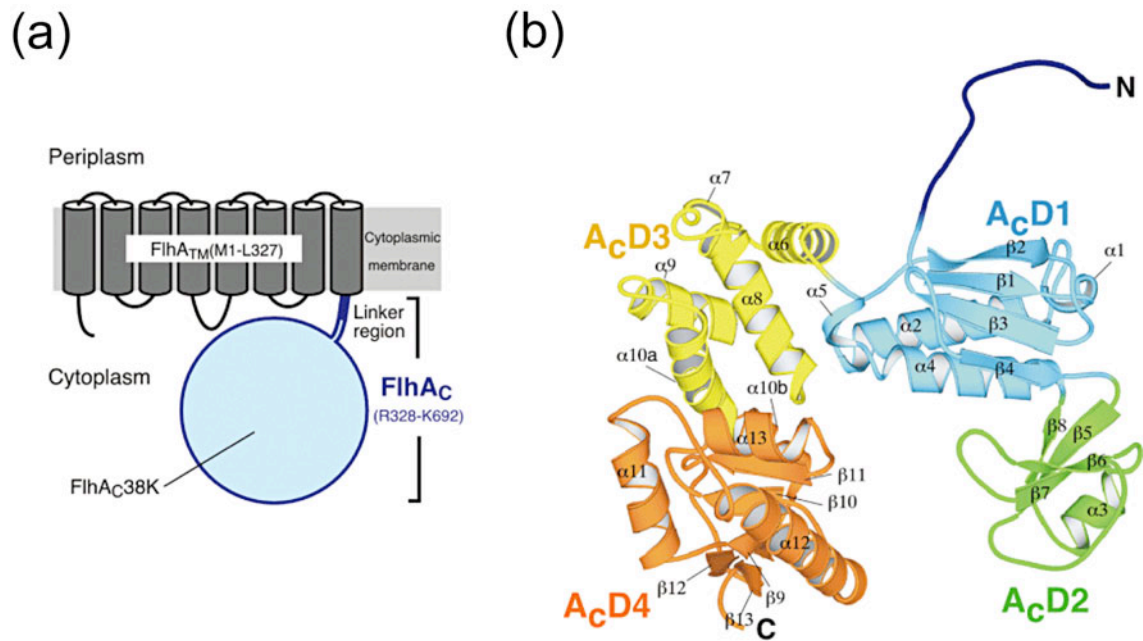 (a)
Periplasm
FlhATM(M1-L327)
Cytoplasmic
membrane
Linker
region
Cytoplasm
FlhAC
(R328-K692)
FlhAC38K
(b)
N
α7
ACD3
α6
ACD1
β2
α1
α9
β1
α5
α8
α2
β3
α10a
α4
β4
α10b
α13
β8
β5
α11
β11
β6
β10
β7
α3
α12
β12
β9
ACD4
β13
C
ACD2